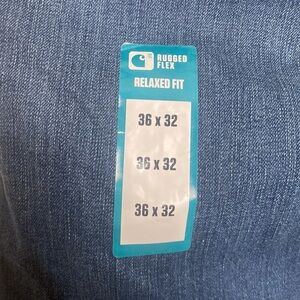 RUGGED
FLEX
RELAXED FIT
36 x 32
36 x 32
36 x 32